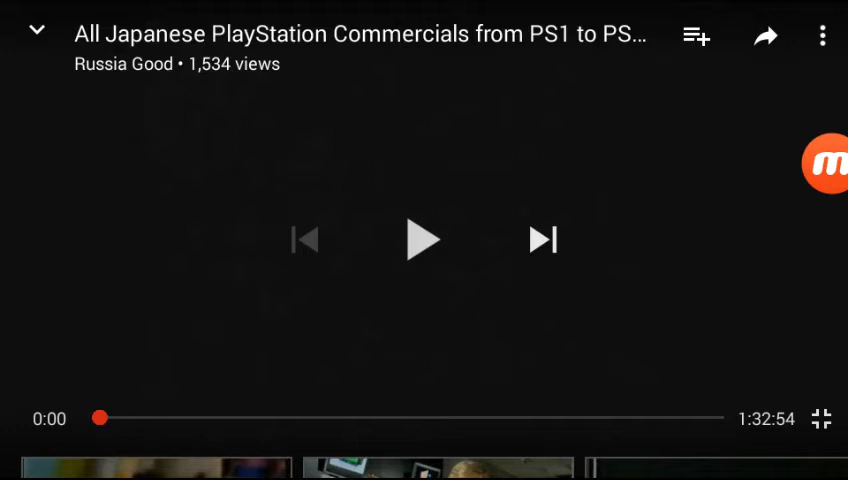 All Japanese PlayStation Commercials from PS1 to PS...
Russia Good • 1,534 views
m
0:00
1:32:54